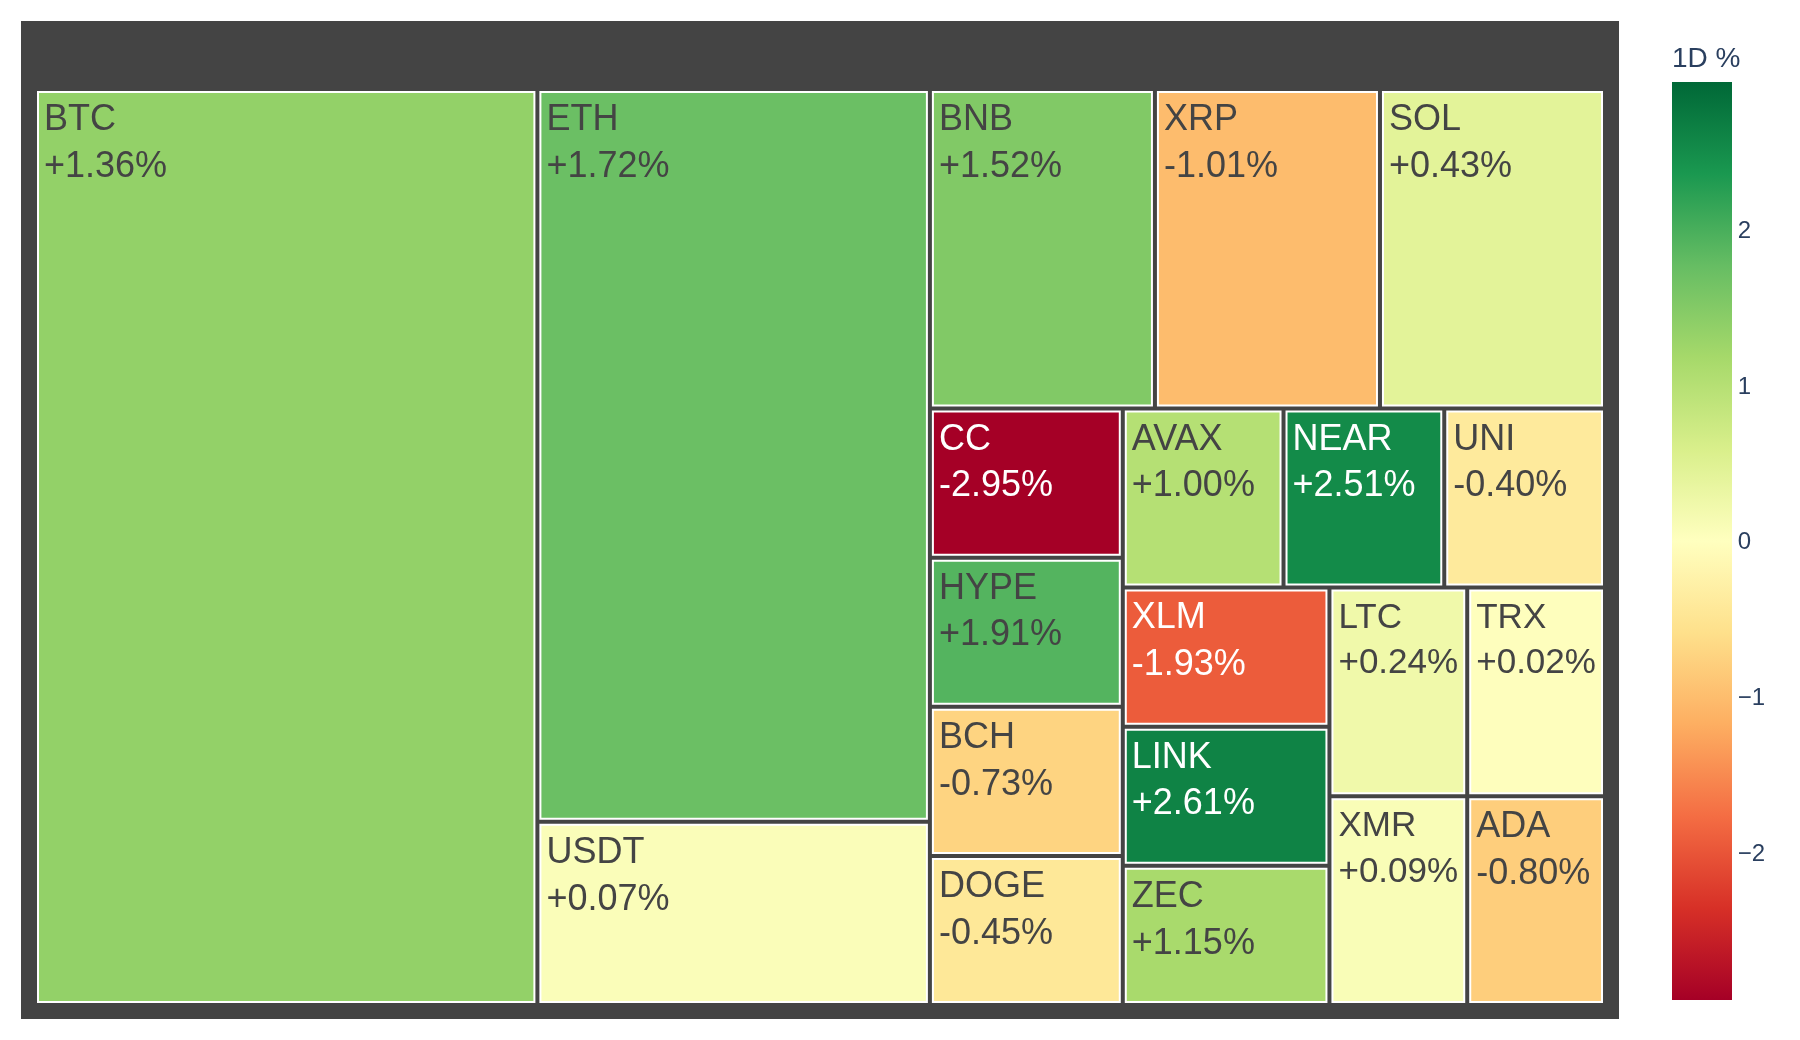 BTC
+1.36%
ETH
+1.72%
USDT
+0.07%
BNB
+1.52%
XRP
-1.01%
SOL
+0.43%
CC
-2.95%
HYPE
+1.91%
BCH
-0.73%
DOGE
-0.45%
AVAX
+1.00%
NEAR
+2.51%
UNI
-0.40%
XLM
-1.93%
LINK
+2.61%
ZEC
+1.15%
LTC
+0.24%
TRX
+0.02%
XMR
+0.09%
ADA
-0.80%
1D %
2
1
0
−1
−2